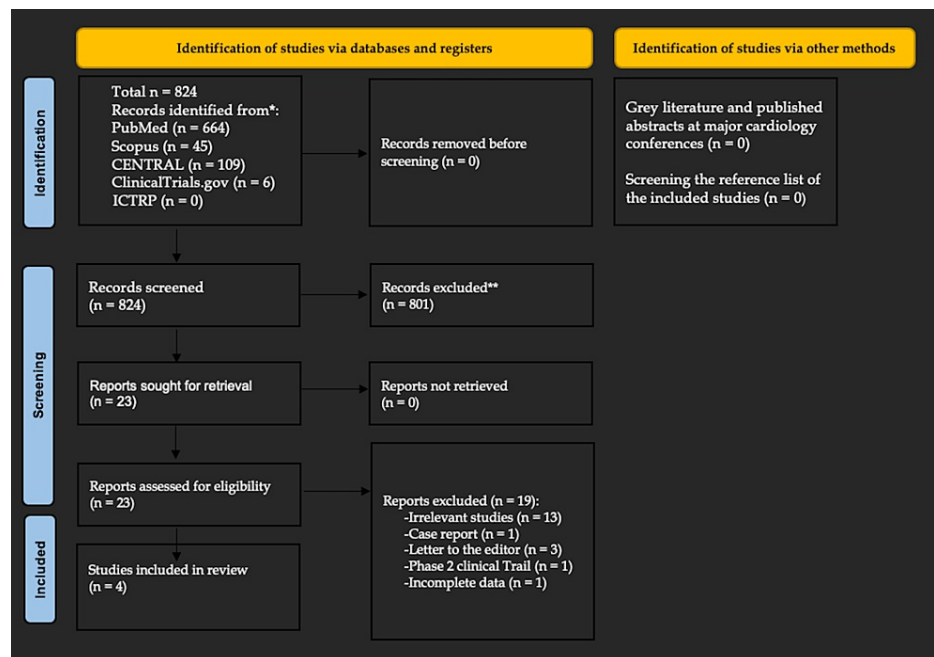 Identification of studies via databases and registers
Identification of studies via other methods
Identification
Total n = 824
Records identified from*:
PubMed (n = 664)
Scopus (n = 45)
CENTRAL (n = 109)
ClinicalTrials.gov (n = 6)
ICTRP (n = 0)
Records removed before
screening (n = 0)
Grey literature and published
abstracts at major cardiology
conferences (n = 0)
Screening the reference list of
the included studies (n = 0)
Screening
Records screened
(n = 824)
Records excluded**
(n = 801)
Reports sought for retrieval
(n = 23)
Reports not retrieved
(n = 0)
Reports assessed for eligibility
(n = 23)
Reports excluded (n = 19):
-Irrelevant studies (n = 13)
-Case report (n = 1)
-Letter to the editor (n = 3)
-Phase 2 clinical Trail (n = 1)
-Incomplete data (n = 1)
Included
Studies included in review
(n = 4)